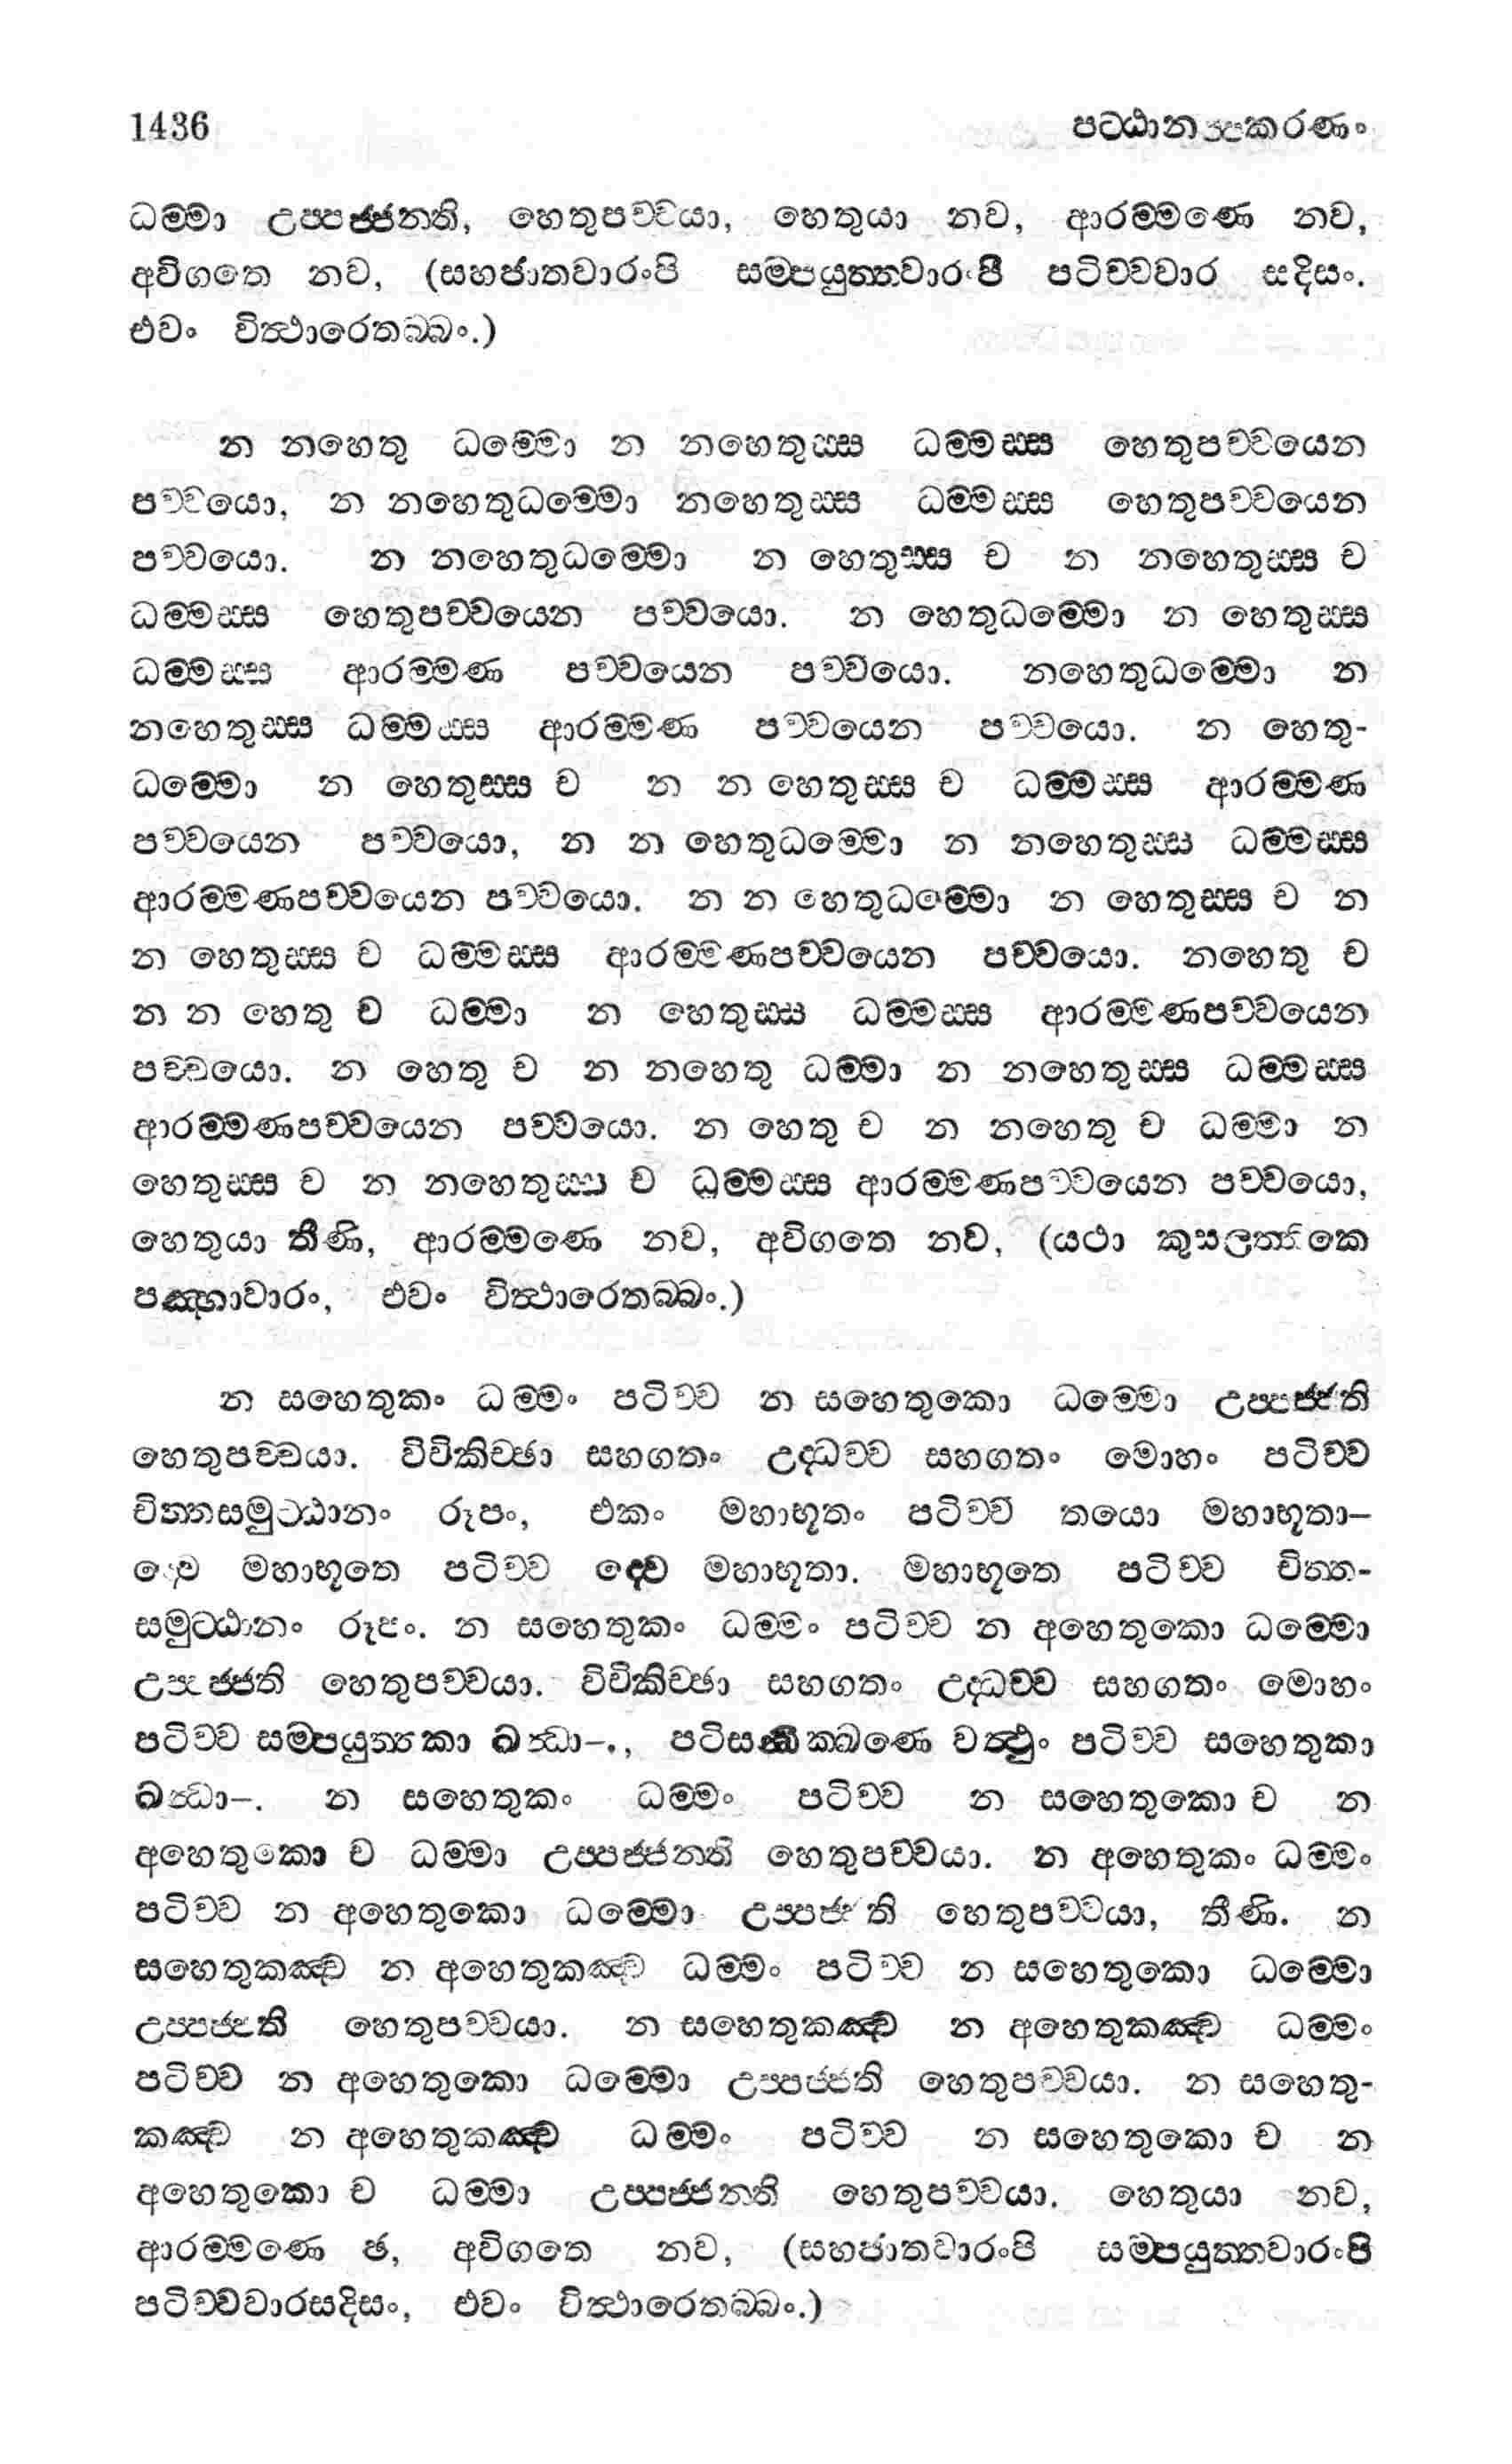 1436 පට්ඨානප්පකරණං
ධම්මා උප්පජ්ජන්ති, හෙතුපච්චයා, හෙතුයා නව, ආරම්මණෙ නව,
අවිගතෙ නව, (සහජාතවාරංපි සම්පයුත්තවාරංපි පටිච්චවාර සදිසං.
එවං විත්ථාරෙතබ්බං.)
න නහෙතු ධම්මො න නහෙතුස්ස ධම්මස්ස හෙතුපච්චයෙන
පච්චයො, න නහෙතුධම්මො නහෙතුස්ස ධම්මස්ස හෙතුපච්චයෙන
පච්චයො. න නහෙතුධම්මො න හෙතුස්ස ච න නහෙතුස්ස ච
ධම්මස්ස හෙතුපච්චයෙන පච්චයො. න හෙතුධම්මො න හෙතුස්ස
ධම්මස්ස ආරම්මණ පච්චයෙන පච්චයො. නහෙතුධම්මො න
නහෙතුස්ස ධම්මස්ස ආරම්මණ පච්චයෙන පච්චයො. න හෙතු-
ධම්මො න හෙතුස්ස ච න න හෙතුස්ස ච ධම්මස්ස ආරම්මණ
පච්චයෙන පච්චයො, න න හෙතුධම්මො න නහෙතුස්ස ධම්මස්ස
ආරම්මණපච්චයෙන පච්චයො. න න හෙතුධම්මො න හෙතුස්ස ච න
න හෙතුස්ස ච ධම්මස්ස ආරම්මණපච්චයෙන පච්චයො. නහෙතු ච
න න හෙතු ච ධම්මා න හෙතුස්ස ධම්මස්ස ආරම්මණපච්චයෙන
පච්චයො. න හෙතු ච න නහෙතු ධම්මා න නහෙතුස්ස ධම්මස්ස
ආරම්මණපච්චයෙන පච්චයො. න හෙතු ච න නහෙතු ච ධම්මා න
හෙතුස්ස ච න නහෙතුස්ස ච ධම්මස්ස ආරම්මණපච්චයෙන පච්චයො,
හෙතුයා තීණි, ආරම්මණෙ නව, අවිගතෙ නව, (යථා කුසලත්තිකෙ
පඤ්හාවාරං, එවං විත්ථාරෙතබ්බං.)
න සහෙතුකං ධම්මං පටිච්ච න සහෙතුකො ධම්මො උප්පජ්ජති
හෙතුපච්චයා. විචිකිච්ඡා සහගතං උද්ධච්ච සහගතං මොහං පටිච්ච
චිත්තසමුට්ඨානං රූපං, එකං මහාභූතං පටිච්ච තයො මහාභූතා–
ද්වෙ මහාභූතෙ පටිච්ච ද්වෙ මහාභූතා. මහාභූතෙ පටිච්ච චිත්ත-
සමුට්ඨානං රූපං. න සහෙතුකං ධම්මං පටිච්ච න අහෙතුකො ධම්මො
උප්පජ්ජති හෙතුපච්චයා. විචිකිච්ඡා සහගතං උද්ධච්ච සහගතං මොහං
පටිච්ච සම්පයුත්තකා ඛන්ධා–., පටිසන්ධික්ඛණෙ වත්ථුං පටිච්ච සහෙතුකා
ඛන්ධා–. න සහෙතුකං ධම්මං පටිච්ච න සහෙතුකො ච න
අහෙතුකො ච ධම්මා උප්පජ්ජන්ති හෙතුපච්චයා. න අහෙතුකං ධම්මං
පටිච්ච න අහෙතුකො ධම්මො උප්පජ්ජති හෙතුපච්චයා, තීණි. න
සහෙතුකඤ්ච න අහෙතුකඤ්ච ධම්මං පටිච්ච න සහෙතුකො ධම්මො
උප්පජ්ජති හෙතුපච්චයා. න සහෙතුකඤ්ච න අහෙතුකඤ්ච ධම්මං
පටිච්ච න අහෙතුකො ධම්මො උප්පජ්ජති හෙතුපච්චයා. න සහෙතු-
කඤ්ච න අහෙතුකඤ්ච ධම්මං පටිච්ච න සහෙතුකො ච න
අහෙතුකො ච ධම්මා උප්පජ්ජන්ති හෙතුපච්චයා. හෙතුයා නව,
ආරම්මණෙ ඡ, අවිගතෙ නව, (සහජාතවාරංපි සම්පයුත්තවාරංපි
පටිච්චවාරසදිසං, එවං විත්ථාරෙතබ්බං.)